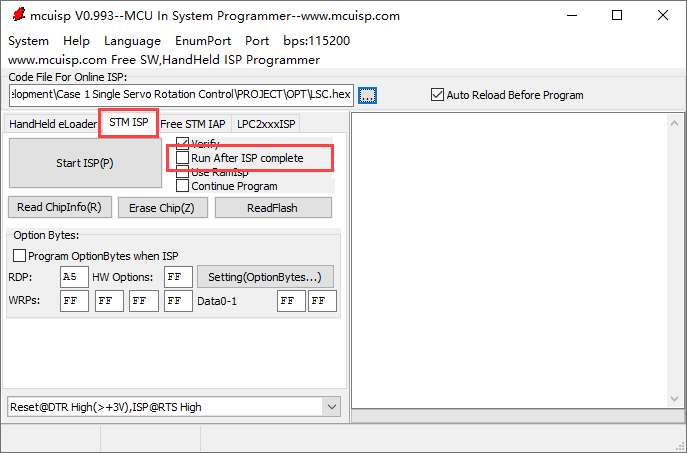 mcuisp V0.993--MCU In System Programmer--www.mcuisp.com
System Help Language EnumPort Port bps:115200
www.mcuisp.com Free SW,HandHeld ISP Programmer
Code File For Online ISP:
:lopment\Case 1 Single Servo Rotation Control\PROJECT\OPT\LSC.hex ... Auto Reload Before Program
HandHeld eLoader STM ISP Free STM IAP LPC2xxxISP
Start ISP(P)
Verify
Run After ISP complete
Use RamIsp
Continue Program
Read ChipInfo(R) Erase Chip(Z) ReadFlash
Option Bytes:
Program OptionBytes when ISP
RDP: A5 HW Options: FF Setting(OptionBytes...)
WRPs: FF FF FF FF Data0-1 FF FF
Reset@DTR High(>+3V),ISP@RTS High